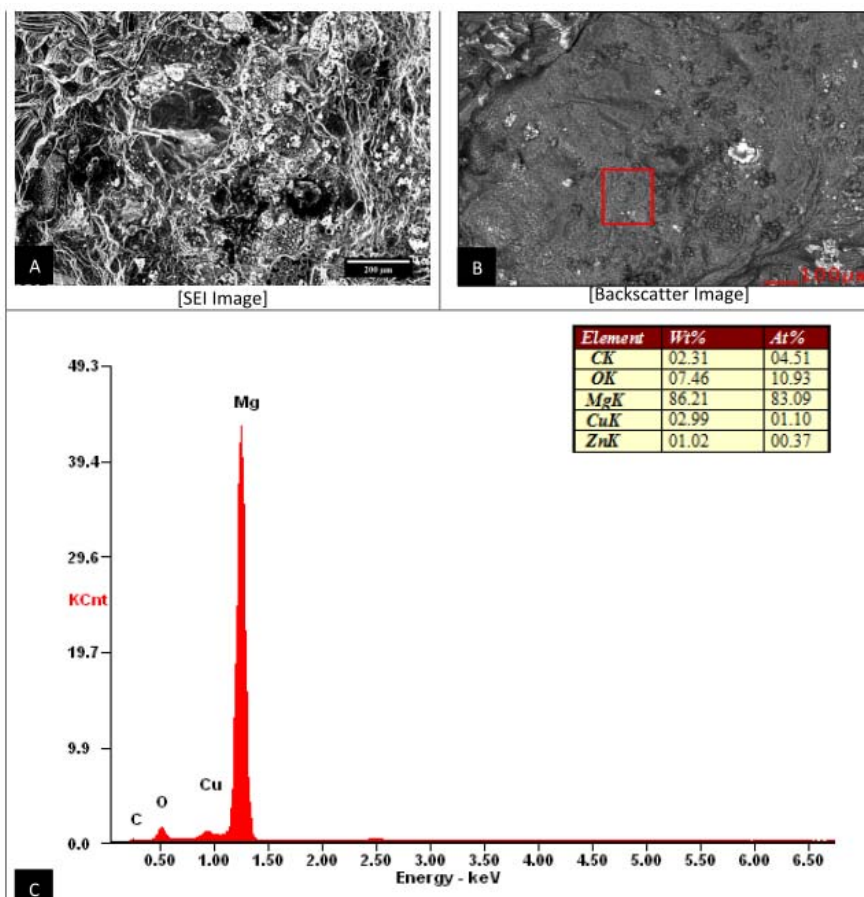 A
200 µm
[SEI Image]
B
100µm
[Backscatter Image]
Element Wt% At%
CK 02.31 04.51
OK 07.46 10.93
MgK 86.21 83.09
CuK 02.99 01.10
ZnK 01.02 00.37
49.3
39.4
29.6
KCnt
19.7
9.9
0.0
Mg
Cu
O
C
0.50 1.00 1.50 2.00 2.50 3.00 3.50 4.00 4.50 5.00 5.50 6.00 6.50
Energy - keV
C